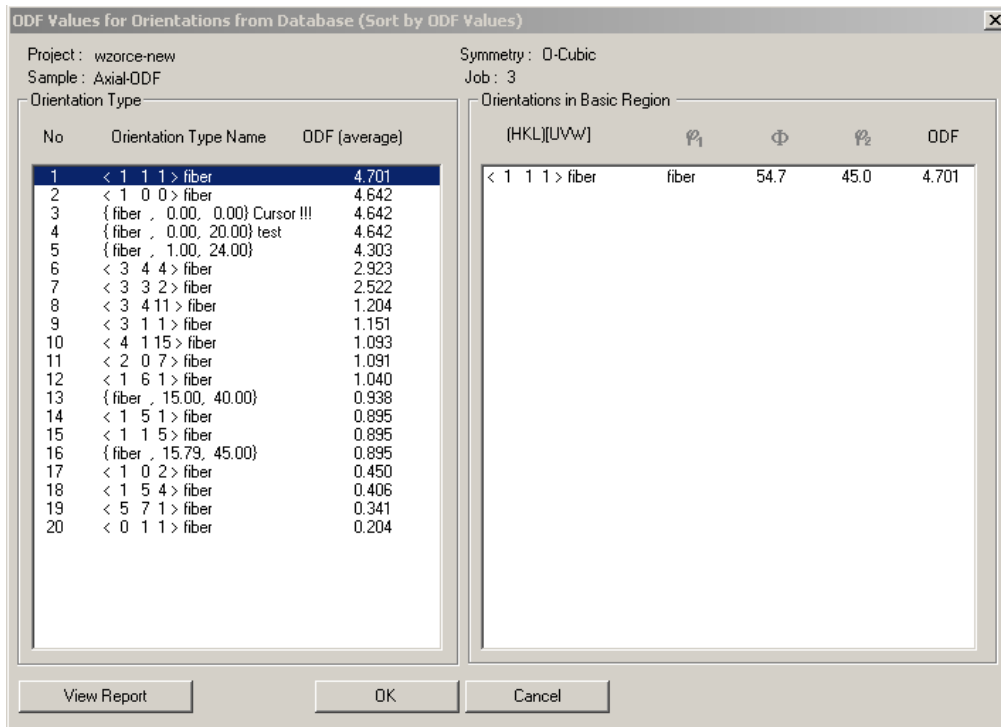 ODF Values for Orientations from Database (Sort by ODF Values)
Project : wzorce-new Symmetry : O-Cubic
Sample : Axial-ODF Job : 3
Orientation Type
No Orientation Type Name ODF (average)
1 < 1 1 1 > fiber 4.701
2 < 1 0 0 > fiber 4.642
3 { fiber , 0.00, 0.00} Cursor !!! 4.642
4 { fiber , 0.00, 20.00} test 4.642
5 { fiber , 1.00, 24.00} 4.303
6 < 3 4 4 > fiber 2.923
7 < 3 3 2 > fiber 2.522
8 < 3 4 11 > fiber 1.204
9 < 3 1 1 > fiber 1.151
10 < 4 1 15 > fiber 1.093
11 < 2 0 7 > fiber 1.091
12 < 1 6 1 > fiber 1.040
13 { fiber , 15.00, 40.00} 0.938
14 < 1 5 1 > fiber 0.895
15 < 1 1 5 > fiber 0.895
16 { fiber , 15.79, 45.00} 0.895
17 < 1 0 2 > fiber 0.450
18 < 1 5 4 > fiber 0.406
19 < 5 7 1 > fiber 0.341
20 < 0 1 1 > fiber 0.204
Orientations in Basic Region
(HKL)[UVW] φ₁ Φ φ₂ ODF
< 1 1 1 > fiber fiber 54.7 45.0 4.701
View Report OK Cancel